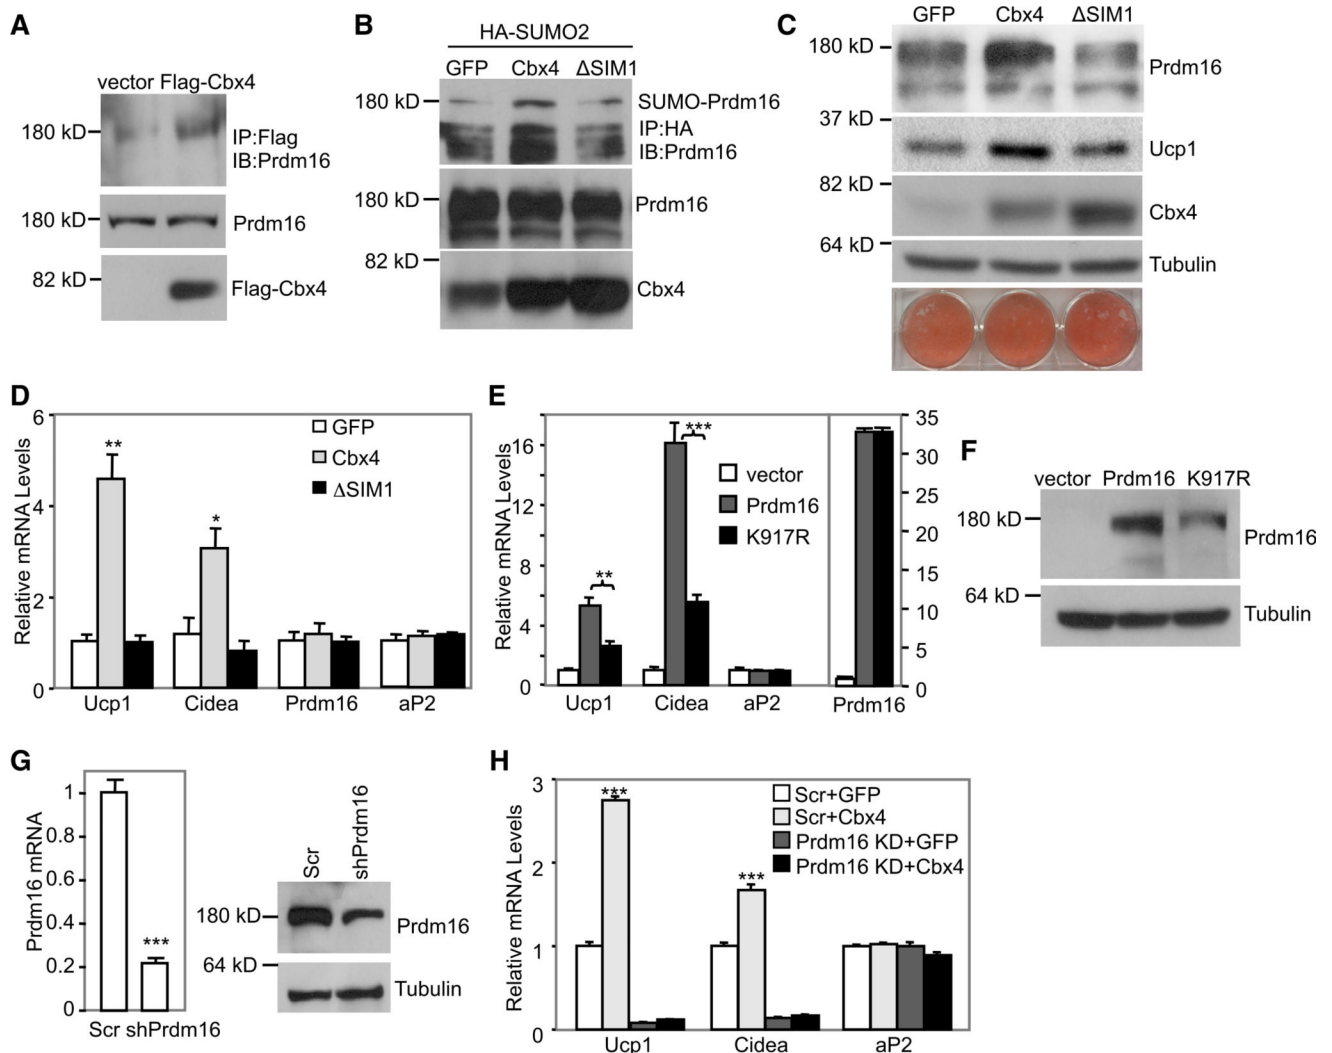 A
vector Flag-Cbx4
180 kD
IP:Flag
IB:Prdm16
180 kD
Prdm16
82 kD
Flag-Cbx4
B
HA-SUMO2
GFP Cbx4 ΔSIM1
180 kD
SUMO-Prdm16
IP:HA
IB:Prdm16
180 kD
Prdm16
82 kD
Cbx4
C
GFP Cbx4 ΔSIM1
180 kD
Prdm16
37 kD
Ucp1
82 kD
Cbx4
64 kD
Tubulin
D
Relative mRNA Levels
6
4
2
0
**
*
GFP
Cbx4
ΔSIM1
Ucp1 Cidea Prdm16 aP2
E
Relative mRNA Levels
16
12
8
4
0
**
***
vector
Prdm16
K917R
35
30
25
20
15
10
5
0
Ucp1 Cidea aP2 Prdm16
F
vector Prdm16 K917R
180 kD
Prdm16
64 kD
Tubulin
G
Prdm16 mRNA
1
0.8
0.6
0.4
0.2
0
***
Scr shPrdm16
Scr
shPrdm16
180 kD
Prdm16
64 kD
Tubulin
H
Relative mRNA Levels
3
2
1
0
***
***
Scr+GFP
Scr+Cbx4
Prdm16 KD+GFP
Prdm16 KD+Cbx4
Ucp1 Cidea aP2